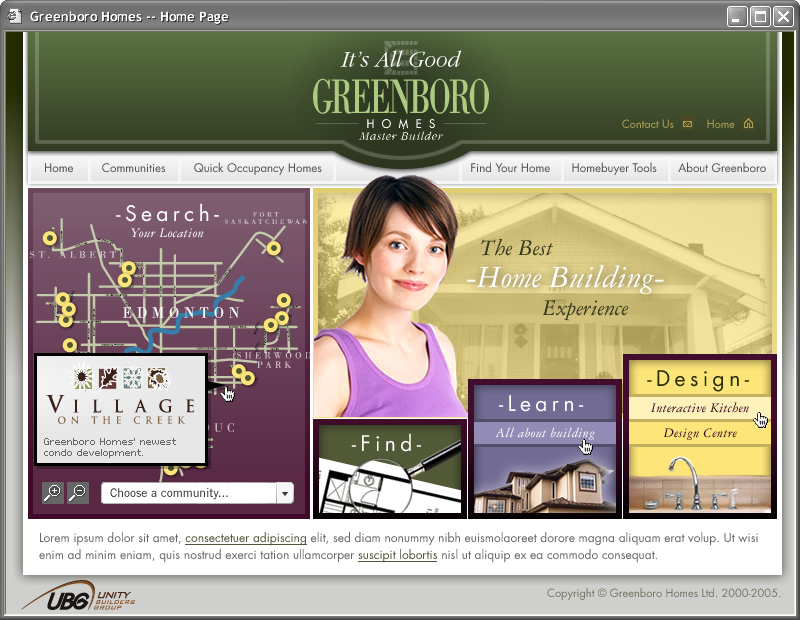 Greenboro Homes -- Home Page
It's All Good
GREENBORO
HOMES
Master Builder
Contact Us
Home
Home
Communities
Quick Occupancy Homes
Find Your Home
Homebuyer Tools
About Greenboro
-Search-
Your Location
FORT
SASKATCHEWAN
ST. ALBERT
EDMONTON
SHERWOOD
PARK
VILLAGE
ON THE CREEK
Greenboro Homes' newest
condo development.
Choose a community...
The Best
-Home Building-
Experience
-Find-
-Learn-
All about building
-Design-
Interactive Kitchen
Design Centre
Lorem ipsum dolor sit amet, consectetuer adipiscing elit, sed diam nonummy nibh euismolaoreet dorore magna aliquam erat volup. Ut wisi
enim ad minim eniam, quis nostrud exerci tation ullamcorper suscipit lobortis nisl ut aliquip ex ea commodo consequat.
UBG UNITY
BUILDERS
GROUP
Copyright © Greenboro Homes Ltd. 2000-2005.